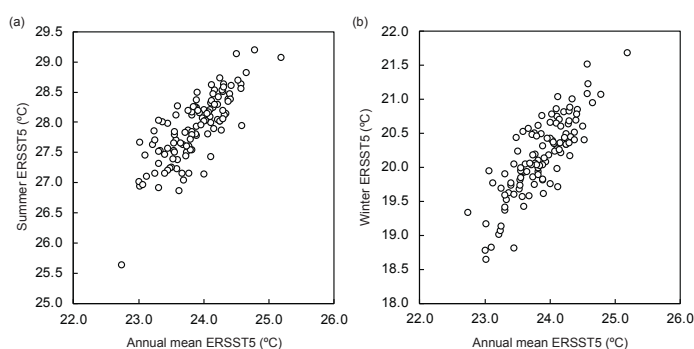 (a)
29.5
29.0
28.5
28.0
27.5
27.0
26.5
26.0
25.5
25.0
Summer ERSST5 (ºC)
22.0 23.0 24.0 25.0 26.0
Annual mean ERSST5 (ºC)
(b)
22.0
21.5
21.0
20.5
20.0
19.5
19.0
18.5
18.0
Winter ERSST5 (ºC)
22.0 23.0 24.0 25.0 26.0
Annual mean ERSST5 (ºC)